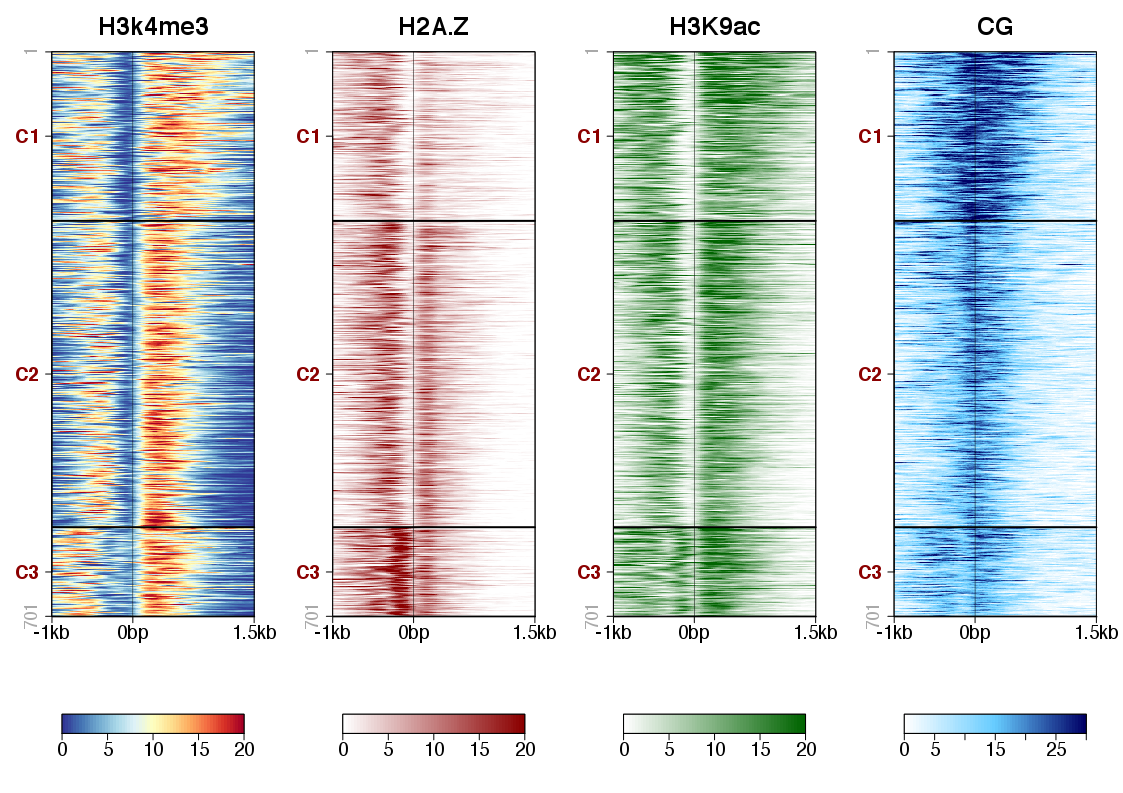 H3k4me3 H2A.Z H3K9ac CG
1 1 1 1
C1 C1 C1 C1
C2 C2 C2 C2
C3 C3 C3 C3
701 701 701 701
-1kb 0bp 1.5kb -1kb 0bp 1.5kb -1kb 0bp 1.5kb -1kb 0bp 1.5kb
0 5 10 15 20 0 5 10 15 20 0 5 10 15 20 0 5 15 25